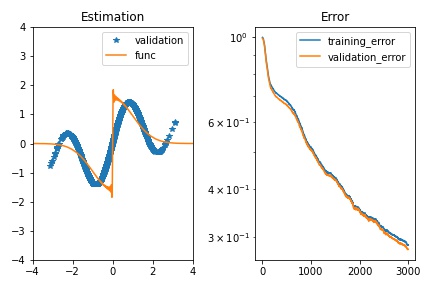 Estimation
4
3
2
1
0
−1
−2
−3
−4
−4
−2
0
2
4
validation
func
Error
10⁰
6 × 10⁻¹
4 × 10⁻¹
3 × 10⁻¹
0
1000
2000
3000
training_error
validation_error